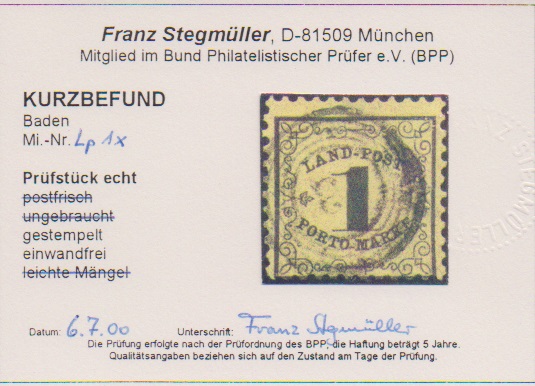 Franz Stegmüller, D-81509 München
Mitglied im Bund Philatelistischer Prüfer e.V. (BPP)
KURZBEFUND
Baden
Mi.-Nr. Lp 1x
Prüfstück echt
postfrisch
ungebraucht
gestempelt
einwandfrei
leichte Mängel
LAND-POST
1
PORTO-MARKE
STEGMÜLLER
Datum: 6.7.00 Unterschrift: Franz Stegmüller
Die Prüfung erfolgte nach der Prüfordnung des BPP, die Haftung beträgt 5 Jahre.
Qualitätsangaben beziehen sich auf den Zustand am Tage der Prüfung.